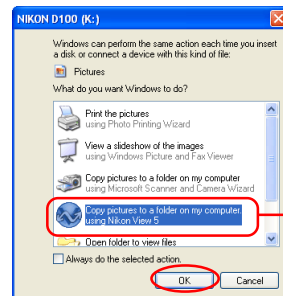 NIKON D100 (K:)
Windows can perform the same action each time you insert
a disk or connect a device with this kind of file:
Pictures
What do you want Windows to do?
Print the pictures
using Photo Printing Wizard
View a slideshow of the images
using Windows Picture and Fax Viewer
Copy pictures to a folder on my computer
using Microsoft Scanner and Camera Wizard
Copy pictures to a folder on my computer.
using Nikon View 5
Open folder to view files
Always do the selected action.
OK
Cancel